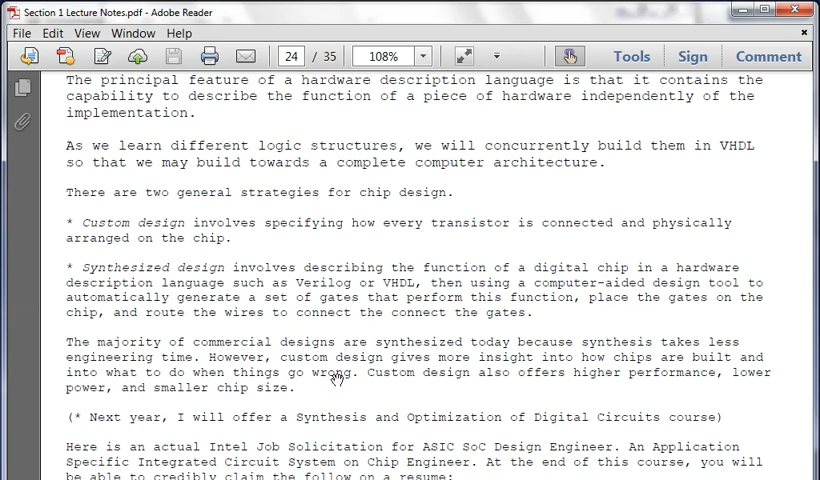 Section 1 Lecture Notes.pdf - Adobe Reader
File Edit View Window Help
24 / 35 108% Tools Sign Comment
The principal feature of a hardware description language is that it contains the
capability to describe the function of a piece of hardware independently of the
implementation.
As we learn different logic structures, we will concurrently build them in VHDL
so that we may build towards a complete computer architecture.
There are two general strategies for chip design.
* Custom design involves specifying how every transistor is connected and physically
arranged on the chip.
* Synthesized design involves describing the function of a digital chip in a hardware
description language such as Verilog or VHDL, then using a computer-aided design tool to
automatically generate a set of gates that perform this function, place the gates on the
chip, and route the wires to connect the connect the gates.
The majority of commercial designs are synthesized today because synthesis takes less
engineering time. However, custom design gives more insight into how chips are built and
into what to do when things go wrong. Custom design also offers higher performance, lower
power, and smaller chip size.
(* Next year, I will offer a Synthesis and Optimization of Digital Circuits course)
Here is an actual Intel Job Solicitation for ASIC SoC Design Engineer. An Application
Specific Integrated Circuit System on Chip Engineer. At the end of this course, you will
be able to credibly claim the follow on a resume: